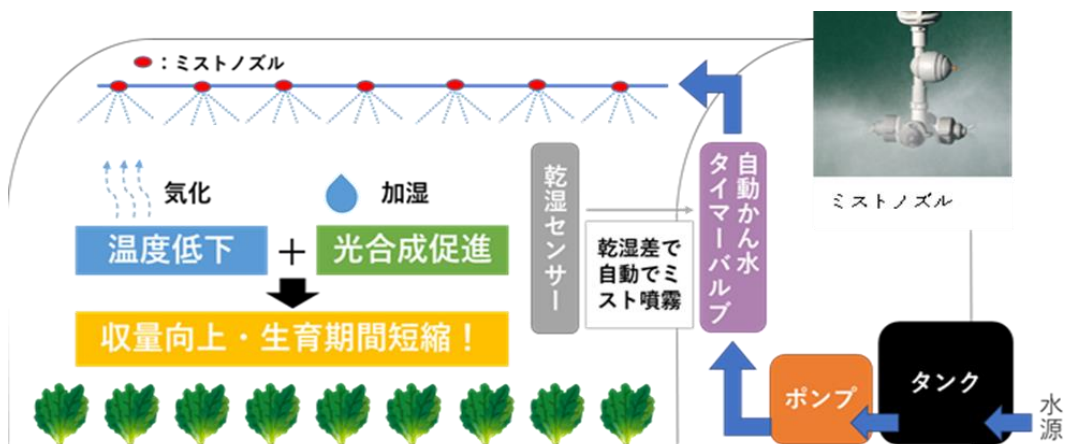 :ミストノズル
気化
加湿
温度低下
+
光合成促進
収量向上・生育期間短縮！
乾湿センサー
乾湿差で
自動でミ
スト噴霧
自動かん水
タイマーバルブ
ミストノズル
ポンプ
タンク
水源